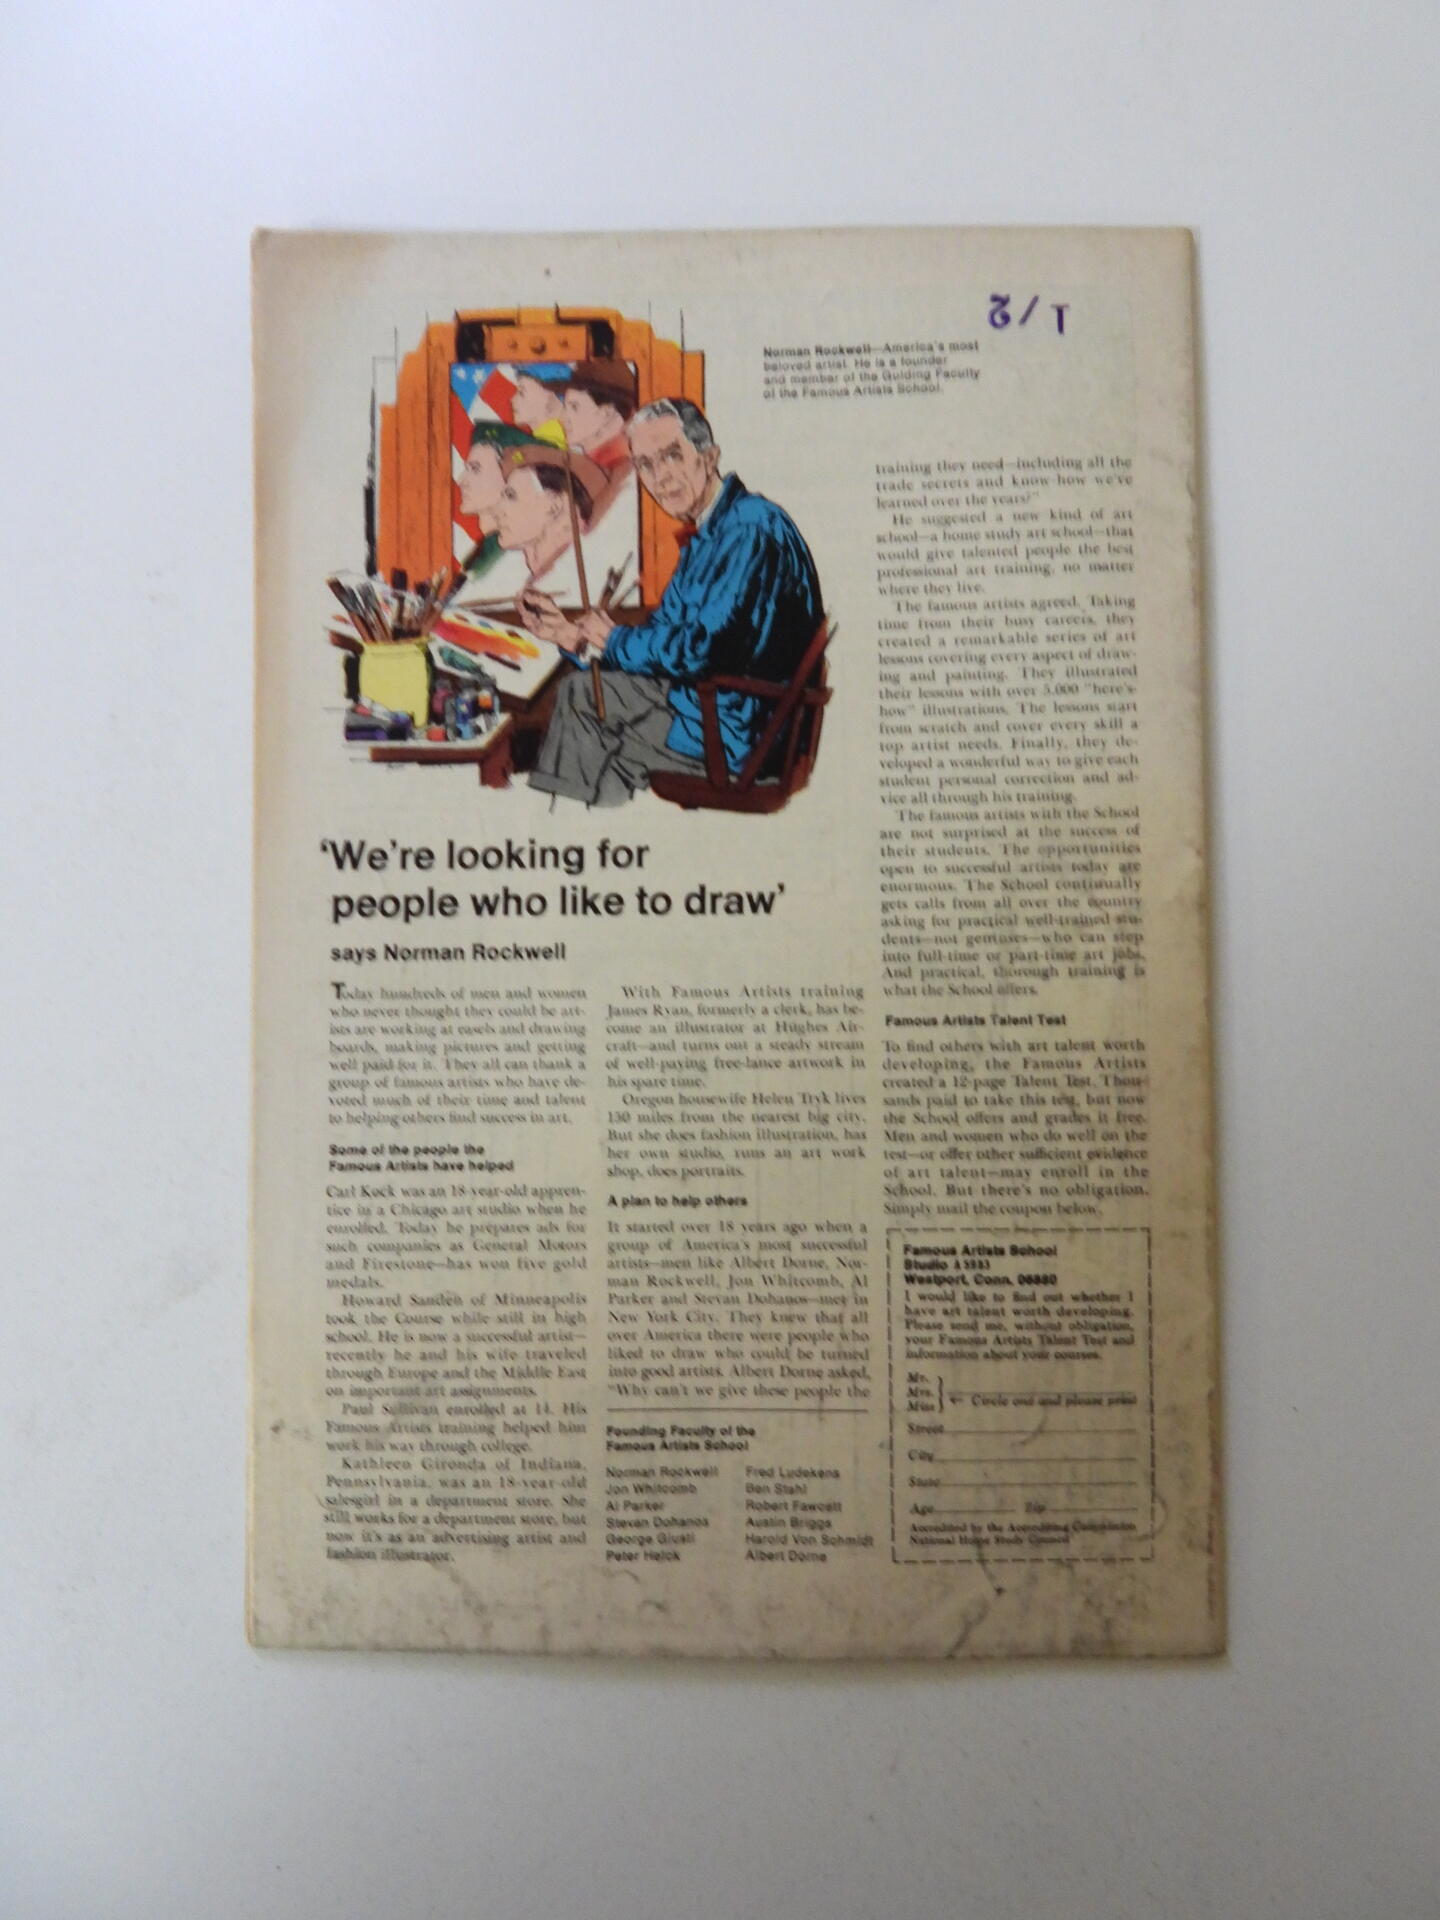 1/2
Norman Rockwell—America's most
beloved artist. He is a founder
and member of the Guiding Faculty
of the Famous Artists School.
'We're looking for
people who like to draw'
says Norman Rockwell
Today hundreds of men and women
who never thought they could be art-
ists are working at easels and drawing
boards, making pictures and getting
well paid for it. They all can thank a
group of famous artists who have de-
voted much of their time and talent
to helping others find success in art.
Some of the people the
Famous Artists have helped
Carl Kock was an 18-year-old appren-
tice in a Chicago art studio when he
enrolled. Today he prepares ads for
such companies as General Motors
and Firestone—has won five gold
medals.
Howard Sanden of Minneapolis
took the Course while still in high
school. He is now a successful artist—
recently he and his wife traveled
through Europe and the Middle East
on important art assignments.
Paul Sullivan enrolled at 14. His
Famous Artists training helped him
work his way through college.
Kathleen Gironda of Indiana,
Pennsylvania, was an 18-year-old
salesgirl in a department store. She
still works for a department store, but
now it's as an advertising artist and
fashion illustrator.
With Famous Artists training
James Ryan, formerly a clerk, has be-
come an illustrator at Hughes Air-
craft—and turns out a steady stream
of well-paying free-lance artwork in
his spare time.
Oregon housewife Helen Tryk lives
130 miles from the nearest big city.
But she does fashion illustration, has
her own studio, runs an art work
shop, does portraits.
A plan to help others
It started over 18 years ago when a
group of America's most successful
artists—men like Albert Dorne, Nor-
man Rockwell, Jon Whitcomb, Al
Parker and Stevan Dohanos—met in
New York City. They knew that all
over America there were people who
liked to draw who could be turned
into good artists. Albert Dorne asked,
"Why can't we give these people the
Founding Faculty of the
Famous Artists School
Norman Rockwell
Jon Whitcomb
Al Parker
Stevan Dohanos
George Giusti
Peter Helck
Fred Ludekens
Ben Stahl
Robert Fawcett
Austin Briggs
Harold Von Schmidt
Albert Dorne
training they need—including all the
trade secrets and know-how we've
learned over the years?"
He suggested a new kind of art
school—a home study art school—that
would give talented people the best
professional art training, no matter
where they live.
The famous artists agreed. Taking
time from their busy careers, they
created a remarkable series of art
lessons covering every aspect of draw-
ing and painting. They illustrated
their lessons with over 5,000 "here's-
how" illustrations. The lessons start
from scratch and cover every skill a
top artist needs. Finally, they de-
veloped a wonderful way to give each
student personal correction and ad-
vice all through his training.
The famous artists with the School
are not surprised at the success of
their students. The opportunities
open to successful artists today are
enormous. The School continually
gets calls from all over the country
asking for practical well-trained stu-
dents—not geniuses—who can step
into full-time or part-time art jobs.
And practical, thorough training is
what the School offers.
Famous Artists Talent Test
To find others with art talent worth
developing, the Famous Artists
created a 12-page Talent Test. Thou-
sands paid to take this test, but now
the School offers and grades it free.
Men and women who do well on the
test—or offer other sufficient evidence
of art talent—may enroll in the
School. But there's no obligation.
Simply mail the coupon below.
Famous Artists School
Studio A5983
Westport, Conn. 06880
I would like to find out whether I
have art talent worth developing.
Please send me, without obligation,
your Famous Artists Talent Test and
information about your courses.
Mr.
Mrs.
Miss
← Circle one and please print
Street
City
State
Age Zip
Accredited by the Accrediting Commission
National Home Study Council